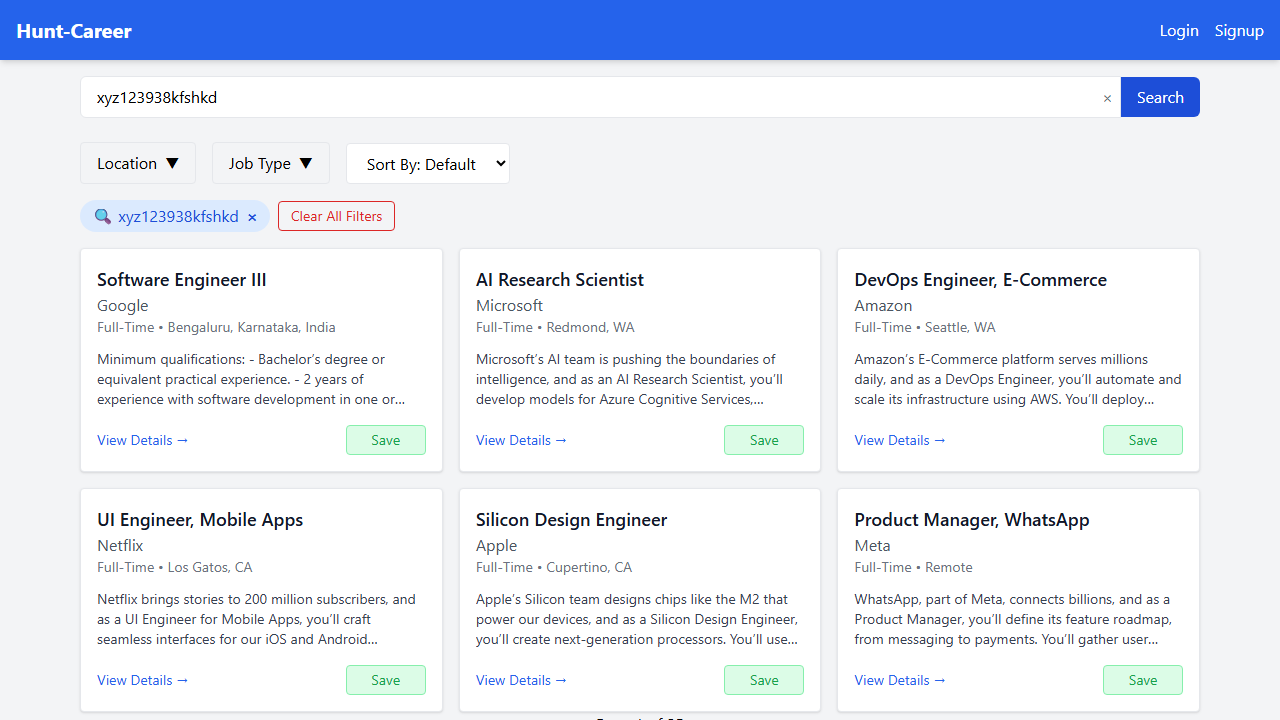 Hunt-Career
Login Signup
xyz123938kfshkd × Search
Location ▼ Job Type ▼ Sort By: Default
xyz123938kfshkd × Clear All Filters
Software Engineer III
Google
Full-Time • Bengaluru, Karnataka, India
Minimum qualifications: - Bachelor’s degree or
equivalent practical experience. - 2 years of
experience with software development in one or...
View Details → Save
AI Research Scientist
Microsoft
Full-Time • Redmond, WA
Microsoft’s AI team is pushing the boundaries of
intelligence, and as an AI Research Scientist, you’ll
develop models for Azure Cognitive Services,...
View Details → Save
DevOps Engineer, E-Commerce
Amazon
Full-Time • Seattle, WA
Amazon’s E-Commerce platform serves millions
daily, and as a DevOps Engineer, you’ll automate and
scale its infrastructure using AWS. You’ll deploy...
View Details → Save
UI Engineer, Mobile Apps
Netflix
Full-Time • Los Gatos, CA
Netflix brings stories to 200 million subscribers, and
as a UI Engineer for Mobile Apps, you’ll craft
seamless interfaces for our iOS and Android...
View Details → Save
Silicon Design Engineer
Apple
Full-Time • Cupertino, CA
Apple’s Silicon team designs chips like the M2 that
power our devices, and as a Silicon Design Engineer,
you’ll create next-generation processors. You’ll use...
View Details → Save
Product Manager, WhatsApp
Meta
Full-Time • Remote
WhatsApp, part of Meta, connects billions, and as a
Product Manager, you’ll define its feature roadmap,
from messaging to payments. You’ll gather user...
View Details → Save